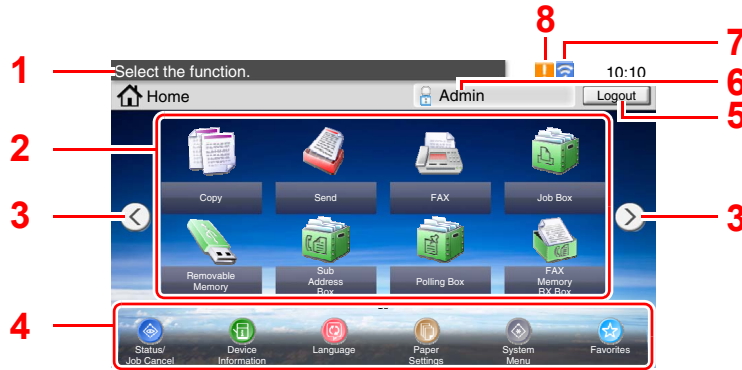 8
7
1
Select the function.
10:10
6
Home
Admin
Logout
5
2
Copy
Send
FAX
Job Box
3
3
Removable
Memory
Sub
Address
Box
Polling Box
FAX
Memory
RX Box
4
Status/
Job Cancel
Device
Information
Language
Paper
Settings
System
Menu
Favorites